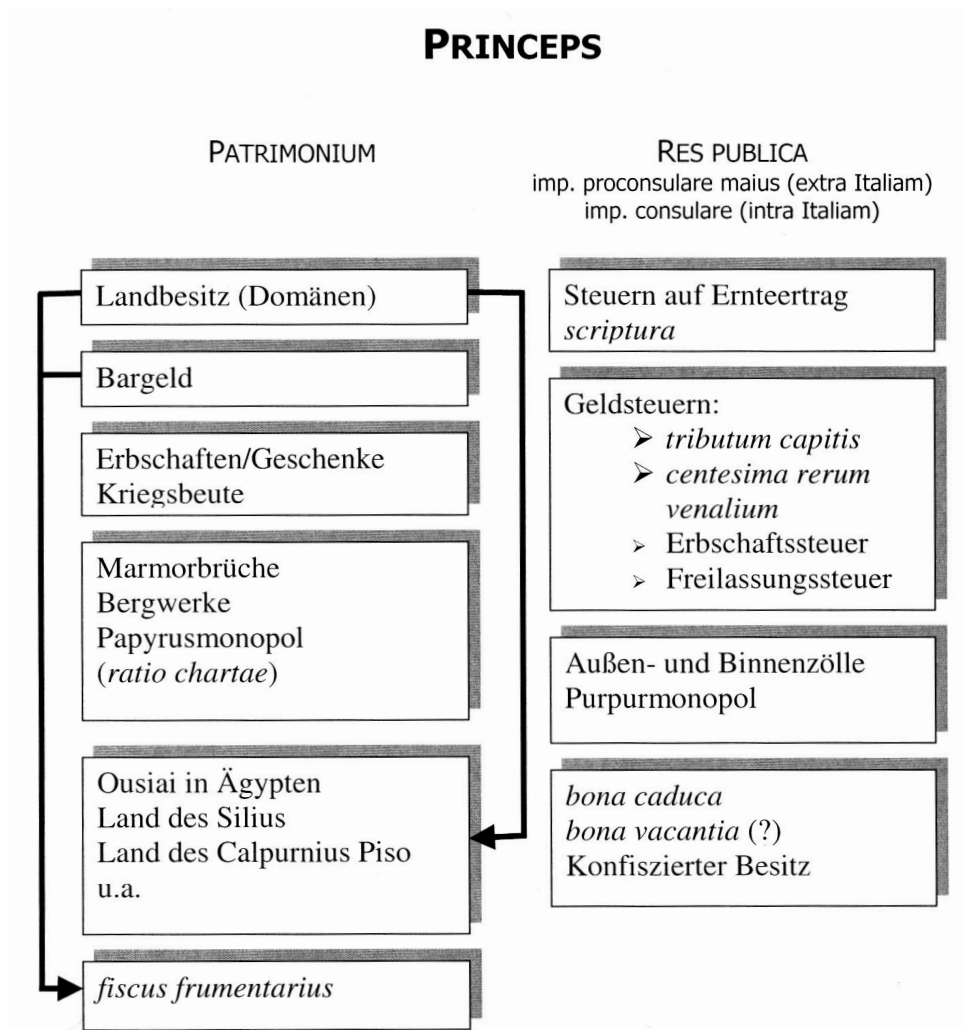 PRINCEPS
PATRIMONIUM
Landbesitz (Domänen)
Bargeld
Erbschaften/Geschenke
Kriegsbeute
Marmorbrüche
Bergwerke
Papyrusmonopol
(ratio chartae)
Ousiai in Ägypten
Land des Silius
Land des Calpurnius Piso
u.a.
fiscus frumentarius
RES PUBLICA
imp. proconsulare maius (extra Italiam)
imp. consulare (intra Italiam)
Steuern auf Ernteertrag
scriptura
Geldsteuern:
➢ tributum capitis
➢ centesima rerum
venalium
➢ Erbschaftssteuer
➢ Freilassungssteuer
Außen- und Binnenzölle
Purpurmonopol
bona caduca
bona vacantia (?)
Konfiszierter Besitz